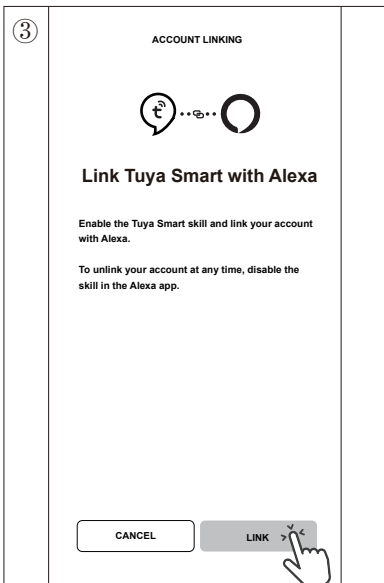 ③
ACCOUNT LINKING
Link Tuya Smart with Alexa
Enable the Tuya Smart skill and link your account
with Alexa.
To unlink your account at any time, disable the
skill in the Alexa app.
CANCEL LINK